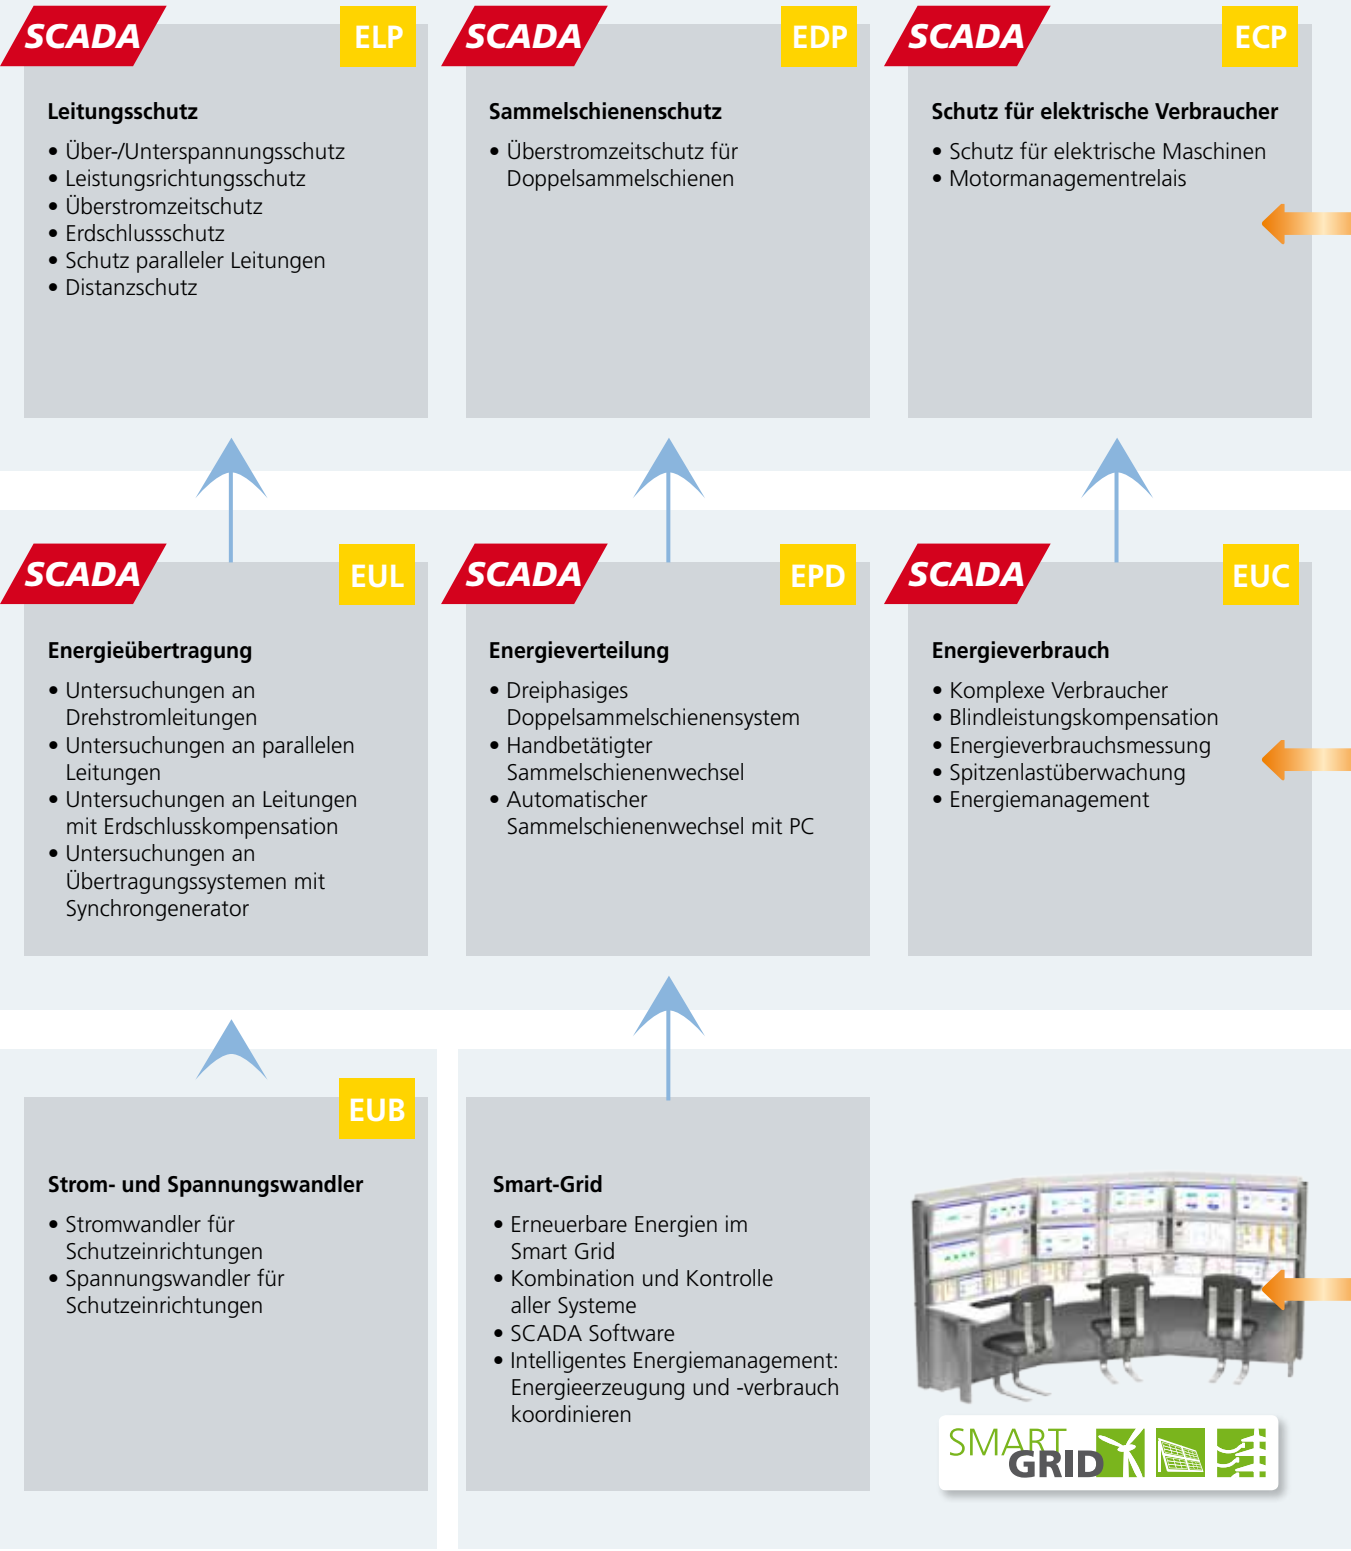 SCADA
ELP
Leitungsschutz
• Über-/Unterspannungsschutz
• Leistungsrichtungsschutz
• Überstromzeitschutz
• Erdschlussschutz
• Schutz paralleler Leitungen
• Distanzschutz
SCADA
EDP
Sammelschienenschutz
• Überstromzeitschutz für
Doppelsammelschienen
SCADA
ECP
Schutz für elektrische Verbraucher
• Schutz für elektrische Maschinen
• Motormanagementrelais
SCADA
EUL
Energieübertragung
• Untersuchungen an
Drehstromleitungen
• Untersuchungen an parallelen
Leitungen
• Untersuchungen an Leitungen
mit Erdschlusskompensation
• Untersuchungen an
Übertragungssystemen mit
Synchrongenerator
SCADA
EPD
Energieverteilung
• Dreiphasiges
Doppelsammelschienensystem
• Handbetätigter
Sammelschienenwechsel
• Automatischer
Sammelschienenwechsel mit PC
SCADA
EUC
Energieverbrauch
• Komplexe Verbraucher
• Blindleistungskompensation
• Energieverbrauchsmessung
• Spitzenlastüberwachung
• Energiemanagement
EUB
Strom- und Spannungswandler
• Stromwandler für
Schutzeinrichtungen
• Spannungswandler für
Schutzeinrichtungen
Smart-Grid
• Erneuerbare Energien im
Smart Grid
• Kombination und Kontrolle
aller Systeme
• SCADA Software
• Intelligentes Energiemanagement:
Energieerzeugung und -verbrauch
koordinieren
SMART
GRID